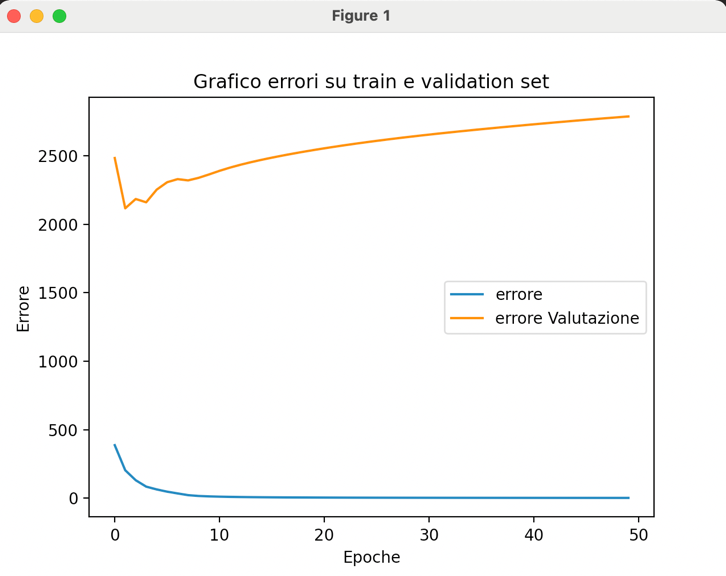 Figure 1
Grafico errori su train e validation set
2500
2000
1500
1000
500
0
Errore
errore
errore Valutazione
0 10 20 30 40 50
Epoche